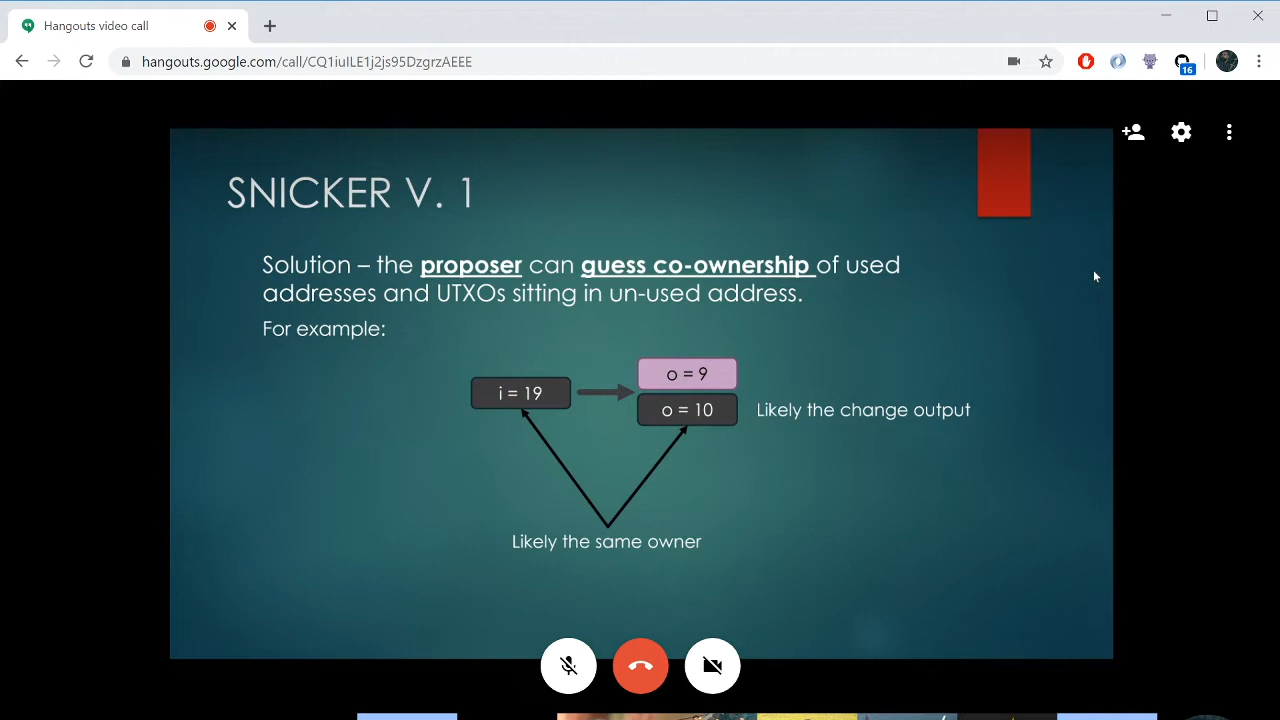 Hangouts video call
hangouts.google.com/call/CQ1iuILE1j2js95DzgrzAEEE
16
SNICKER V. 1
Solution – the proposer can guess co-ownership of used
addresses and UTXOs sitting in un-used address.
For example:
i = 19
o = 9
o = 10
Likely the change output
Likely the same owner